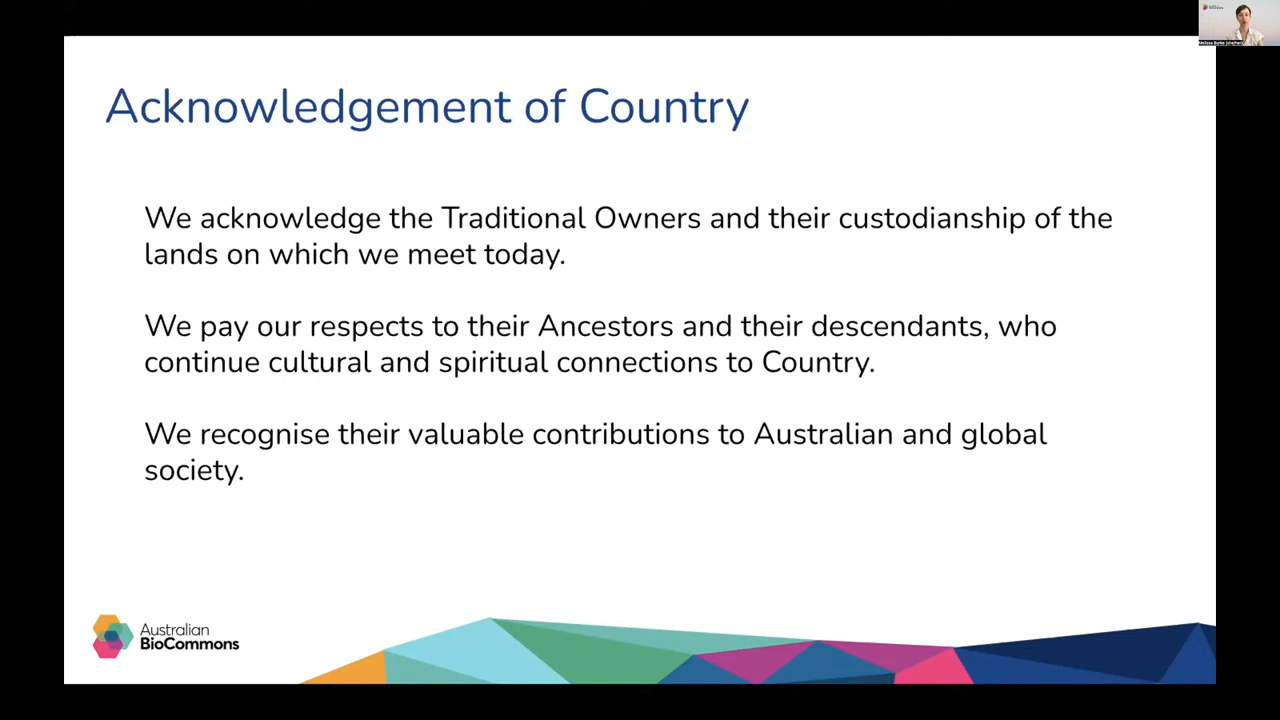 Acknowledgement of Country
We acknowledge the Traditional Owners and their custodianship of the
lands on which we meet today.
We pay our respects to their Ancestors and their descendants, who
continue cultural and spiritual connections to Country.
We recognise their valuable contributions to Australian and global
society.
Australian
BioCommons